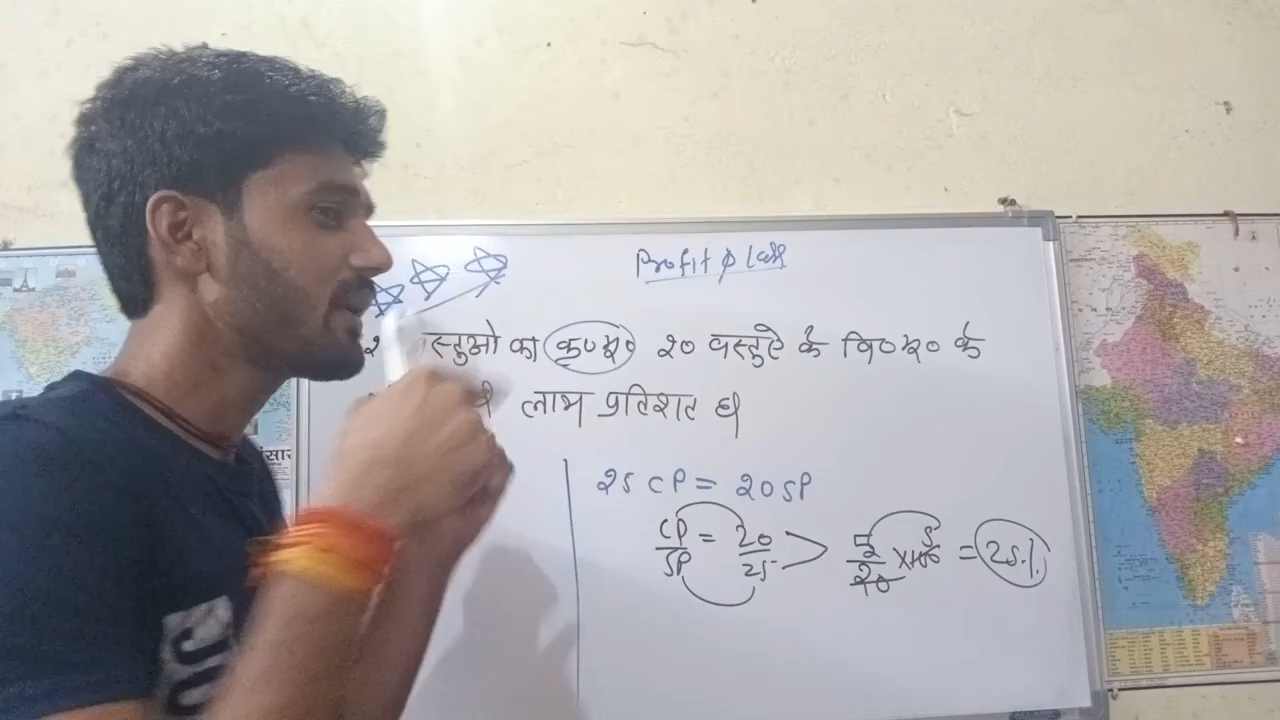 Profit & Loss
वस्तुओ का क०मू० 20 वस्तुऐ के वि०मू० के
लाभ प्रतिशत
25 CP = 20 SP
CP/SP = 20/25 > 5/20 × 100 = 25%